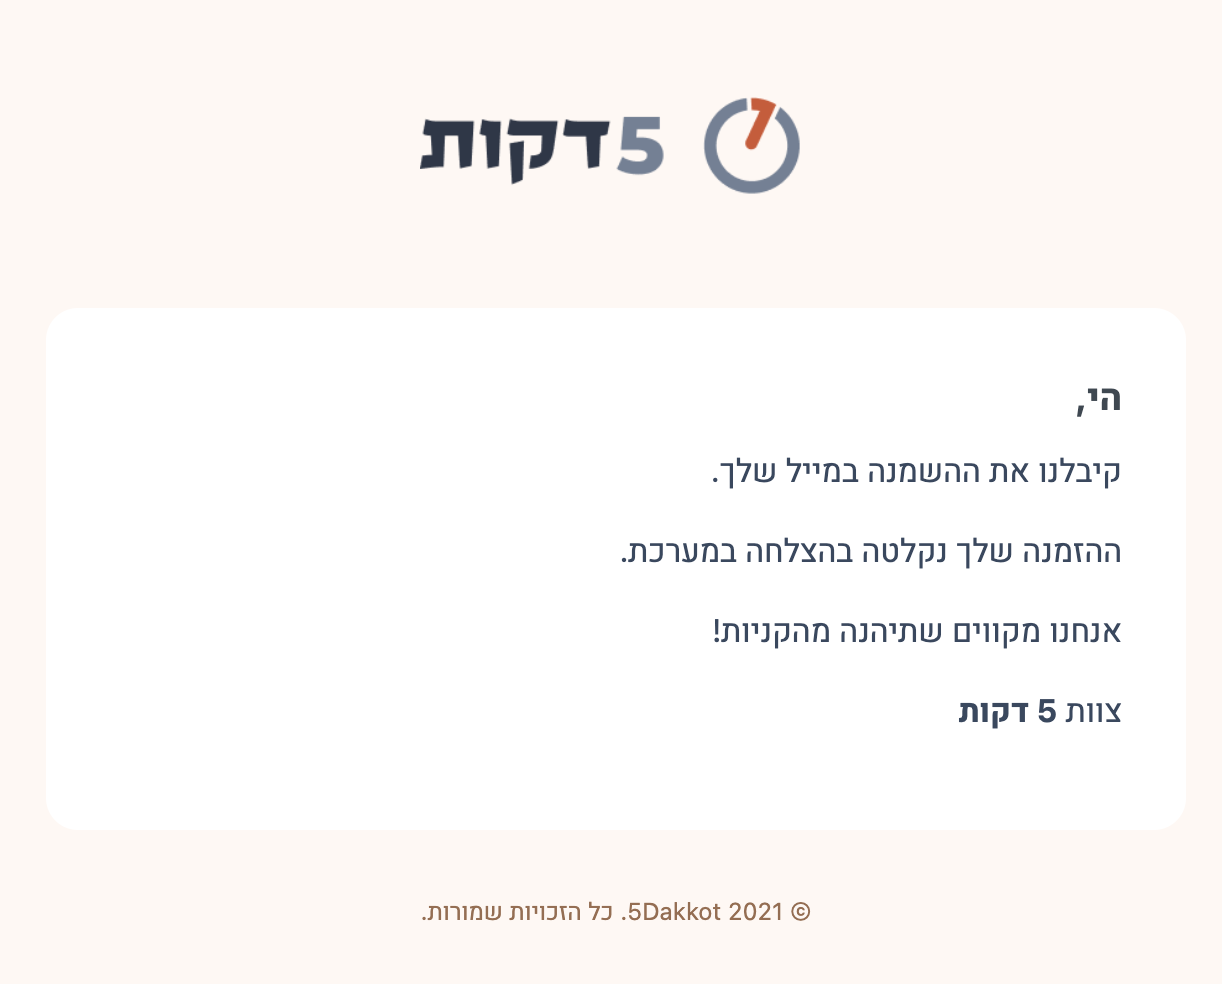 5דקות
הי,
קיבלנו את ההשמנה במייל שלך.
ההזמנה שלך נקלטה בהצלחה במערכת.
אנחנו מקווים שתיהנה מהקניות!
צוות 5 דקות
© 2021 5Dakkot. כל הזכויות שמורות.